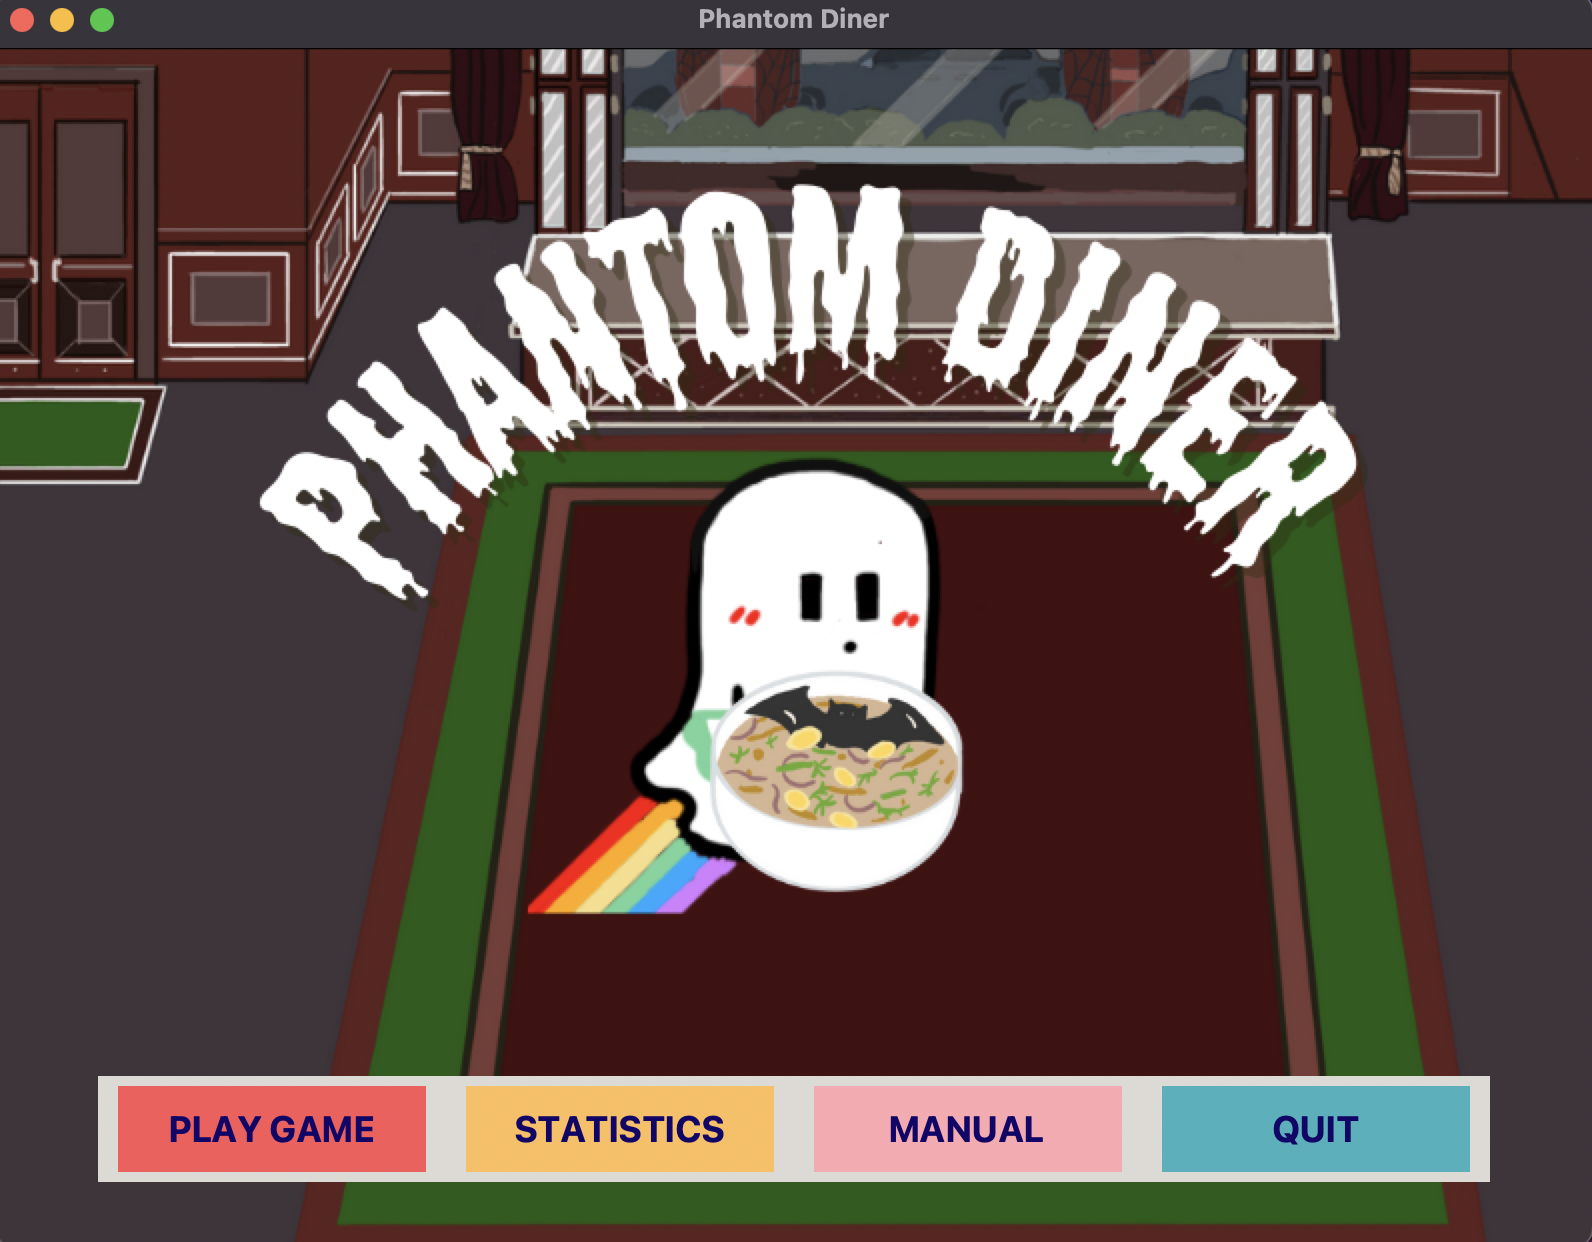 Phantom Diner
PHANTOM DINER
PLAY GAME
STATISTICS
MANUAL
QUIT